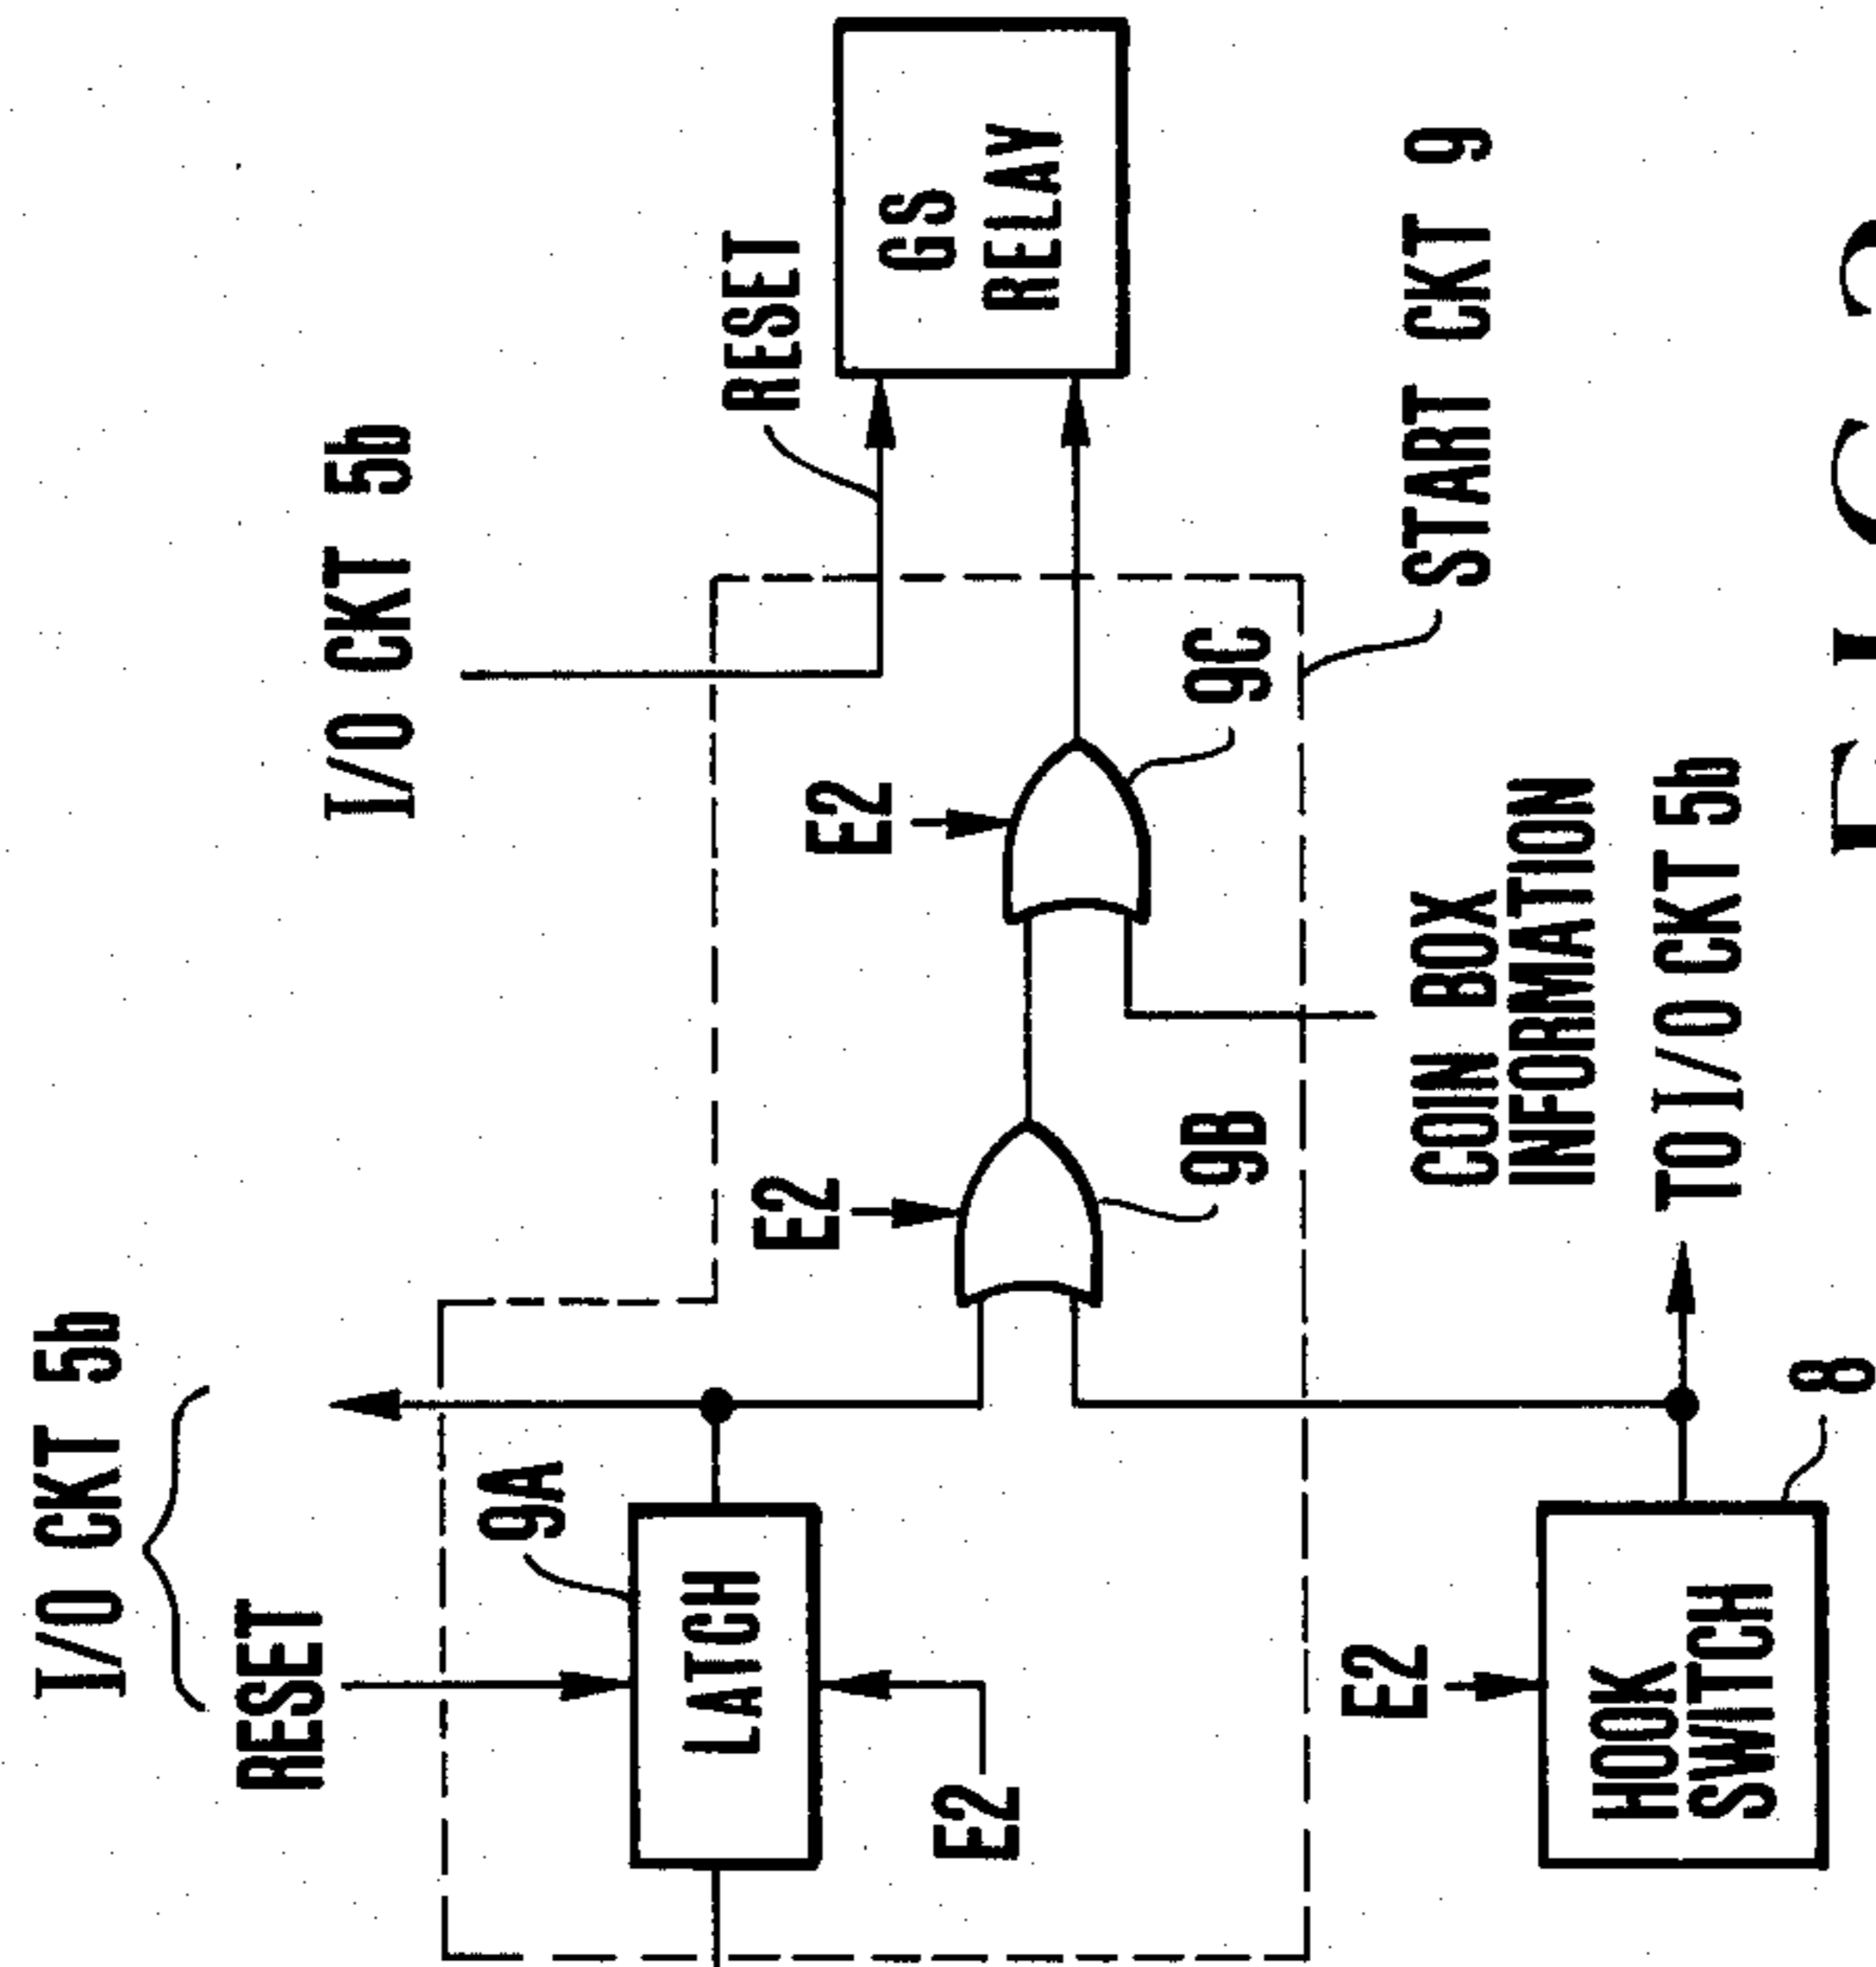 I/O CKT 5b
RESET
9A
LATCH
E2
E2
HOOK
SWITCH
8
E2
9B
TO I/O CKT 5b
COIN BOX
INFORMATION
E2
9C
I/O CKT 5b
RESET
GS
RELAY
START CKT 9